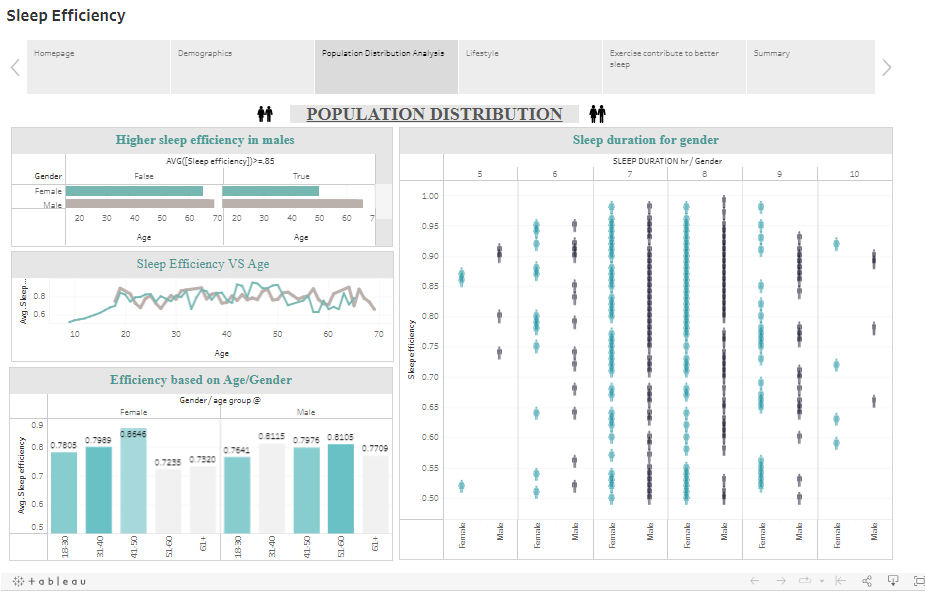 Sleep Efficiency
Homepage
Demographics
Population Distribution Analysis
Lifestyle
Exercise contribute to better
sleep
Summary
POPULATION DISTRIBUTION
Higher sleep efficiency in males
AVG([Sleep efficiency])>=.85
Gender False True
Female
Male
20 30 40 50 60 70 20 30 40 50 60 7
Age Age
Sleep Efficiency VS Age
Avg. Sleep..
0.8
0.6
10 20 30 40 50 60 70
Age
Efficiency based on Age/Gender
Gender / age group @
Female Male
Avg. Sleep efficiency
0.9
0.8
0.7
0.6
0.5
0.7805 0.7989 0.8646 0.7235 0.7320 0.7641 0.8115 0.7976 0.8105 0.7709
18-30 31-40 41-50 51-60 61+ 18-30 31-40 41-50 51-60 61+
Sleep duration for gender
SLEEP DURATION hr / Gender
5 6 7 8 9 10
Sleep efficiency
1.00
0.95
0.90
0.85
0.80
0.75
0.70
0.65
0.60
0.55
0.50
Female Male Female Male Female Male Female Male Female Male Female Male
+ a b l e a u